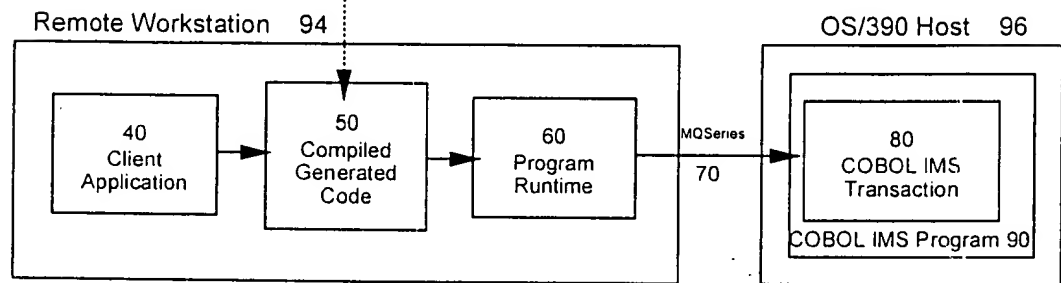 Remote Workstation 94
OS/390 Host 96
40
Client
Application
50
Compiled
Generated
Code
60
Program
Runtime
MQSeries
70
80
COBOL IMS
Transaction
COBOL IMS Program 90